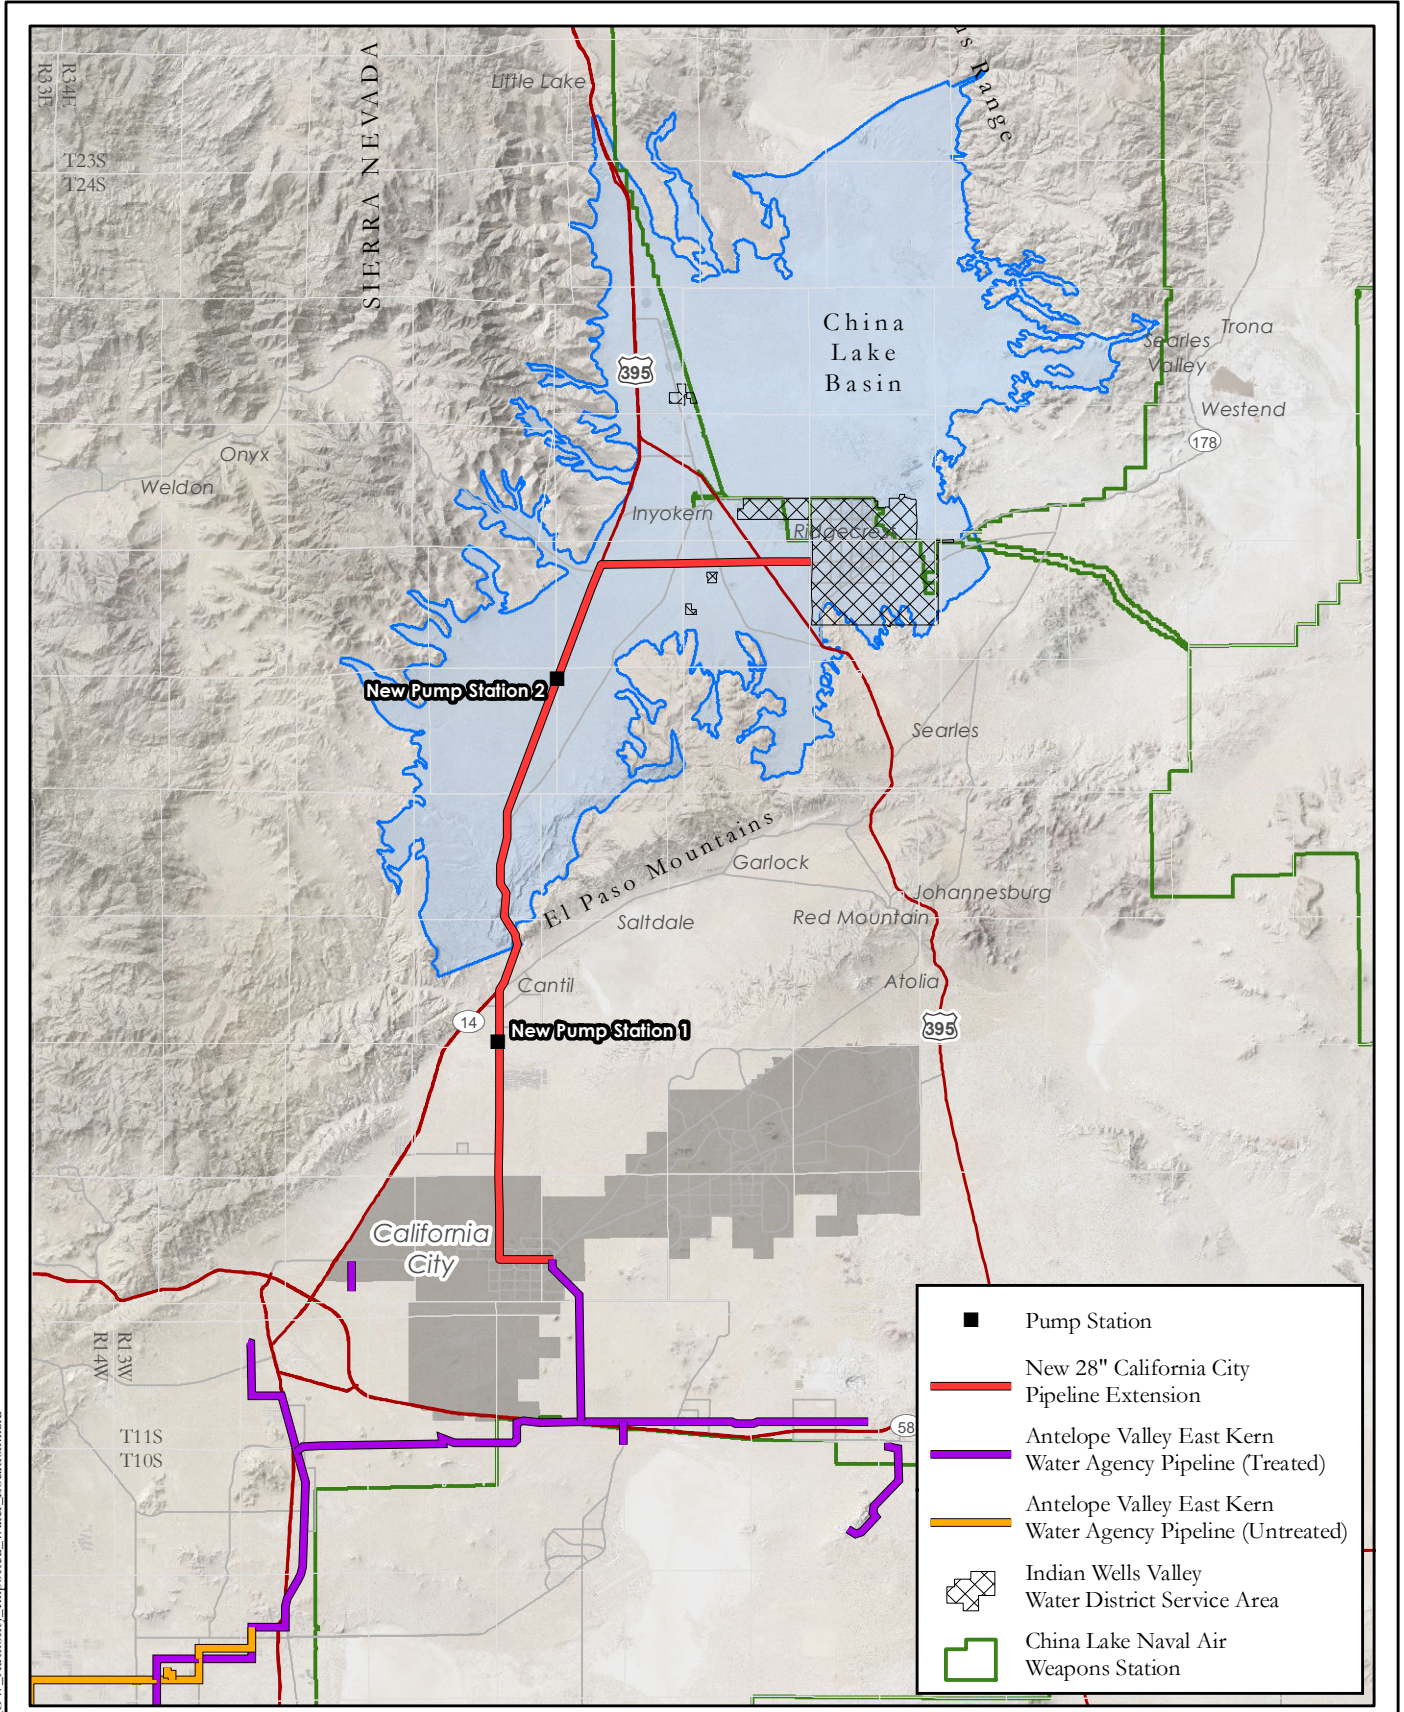 R34E
R33E
T23S
T24S
SIERRA NEVADA
Little Lake
us Range
China
Lake
Basin
395
Trona
Searles
Valley
Westend
178
Onyx
Weldon
Inyokern
Ridgecrest
New Pump Station 2
Searles
El Paso Mountains
Garlock
Johannesburg
Saltdale
Red Mountain
Cantil
Atolia
14
New Pump Station 1
395
California
City
R13W
R14W
T11S
T10S
58
Pump Station
New 28" California City
Pipeline Extension
Antelope Valley East Kern
Water Agency Pipeline (Treated)
Antelope Valley East Kern
Water Agency Pipeline (Untreated)
Indian Wells Valley
Water District Service Area
China Lake Naval Air
Weapons Station